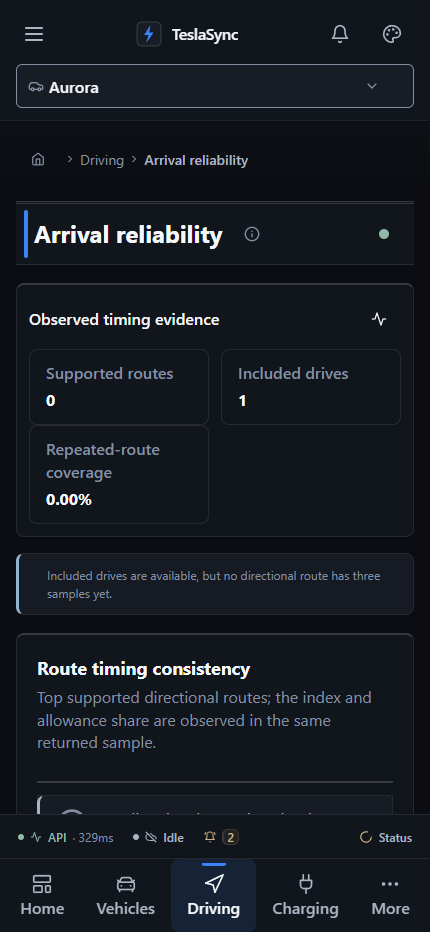 TeslaSync
Aurora
Driving
Arrival reliability
Arrival reliability
Observed timing evidence
Supported routes
0
Included drives
1
Repeated-route
coverage
0.00%
Included drives are available, but no directional route has three
samples yet.
Route timing consistency
Top supported directional routes; the index and
allowance share are observed in the same
returned sample.
API · 329ms
Idle
2
Status
Home
Vehicles
Driving
Charging
More